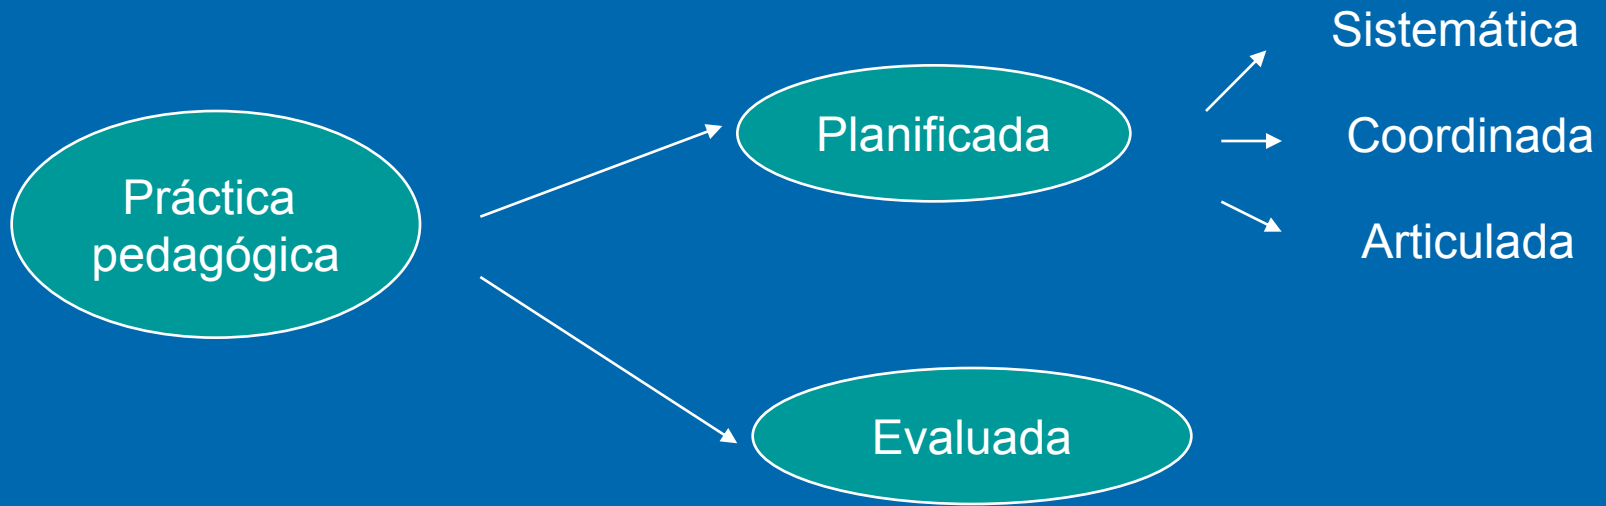 Práctica
pedagógica
Planificada
Sistemática
Coordinada
Articulada
Evaluada